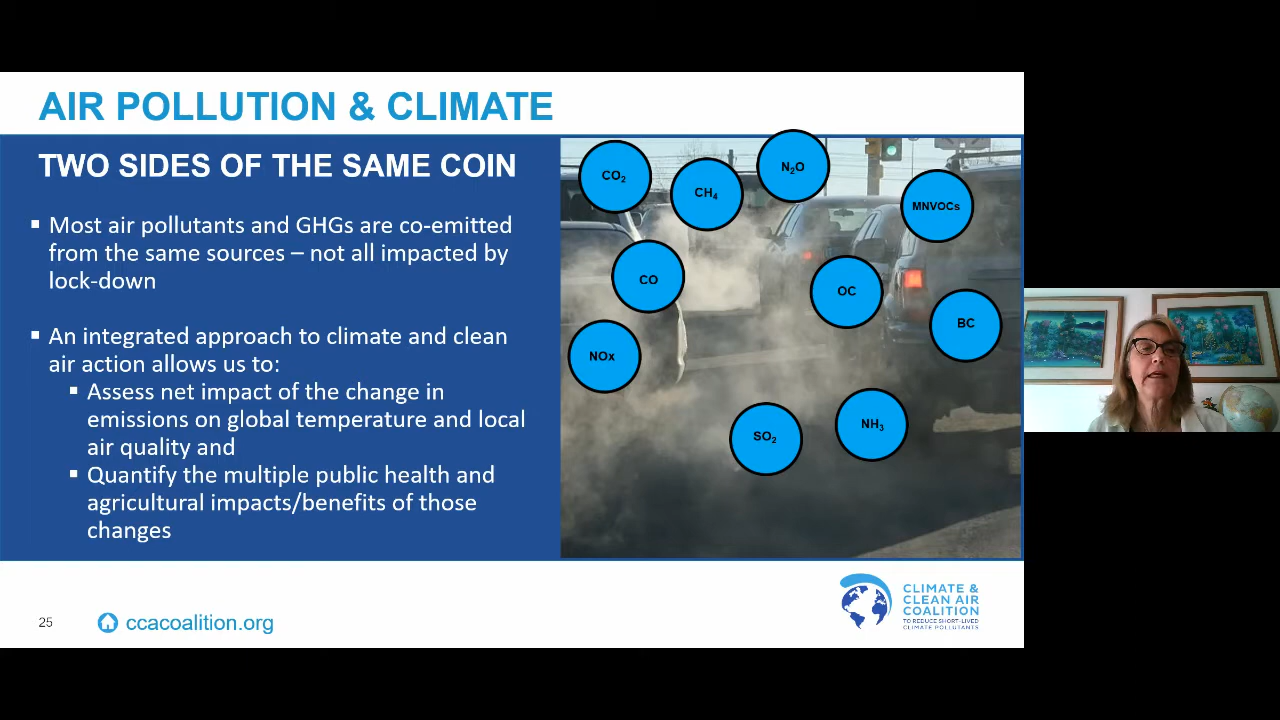 AIR POLLUTION & CLIMATE
TWO SIDES OF THE SAME COIN
▪ Most air pollutants and GHGs are co-emitted
from the same sources – not all impacted by
lock-down
▪ An integrated approach to climate and clean
air action allows us to:
▪ Assess net impact of the change in
emissions on global temperature and local
air quality and
▪ Quantify the multiple public health and
agricultural impacts/benefits of those
changes
CO₂
CH₄
N₂O
MNVOCs
CO
OC
BC
NOx
SO₂
NH₃
25
ccacoalition.org
CLIMATE &
CLEAN AIR
COALITION
TO REDUCE SHORT-LIVED
CLIMATE POLLUTANTS